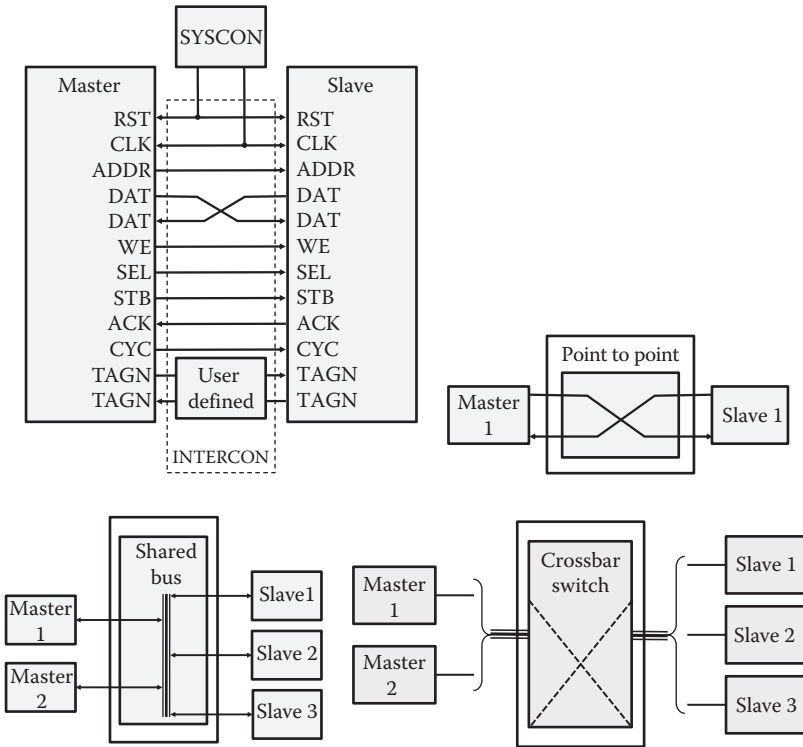 SYSCON
Master
Slave
RST
RST
CLK
CLK
ADDR
ADDR
DAT
DAT
DAT
DAT
WE
WE
SEL
SEL
STB
STB
ACK
ACK
CYC
CYC
TAGN
User
defined
TAGN
TAGN
TAGN
INTERCON
Point to point
Master
1
Slave 1
Shared
bus
Master
1
Master
2
Slave1
Slave 2
Slave 3
Master
1
Master
2
Crossbar
switch
Slave 1
Slave 2
Slave 3